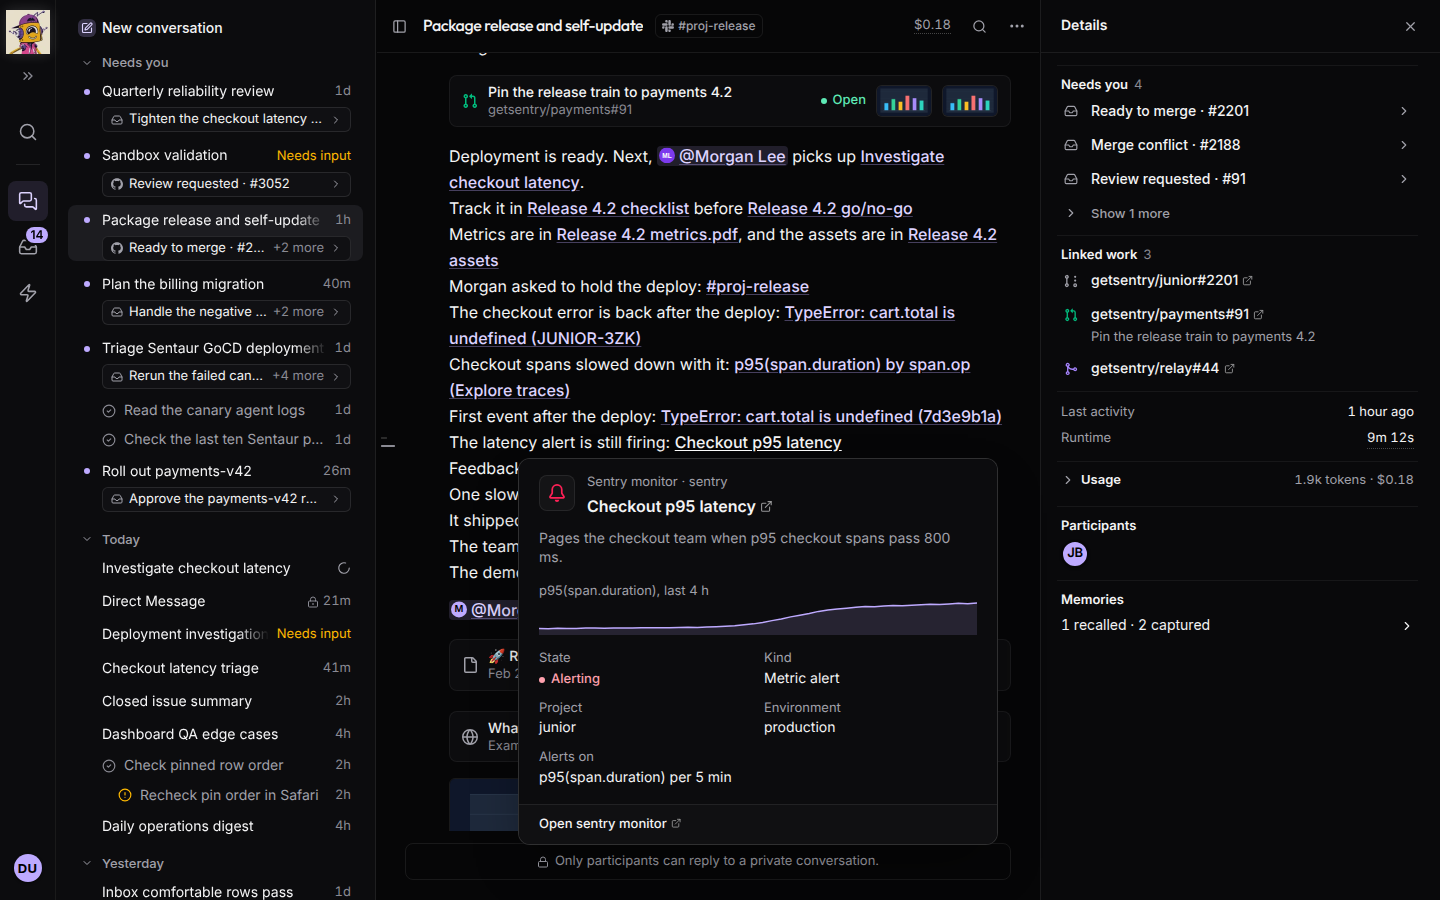 New conversation
Needs you
Quarterly reliability review 1d
Tighten the checkout latency ...
Sandbox validation Needs input
Review requested · #3052
Package release and self-update 1h
Ready to merge · #2... +2 more
Plan the billing migration 40m
Handle the negative ... +2 more
Triage Sentaur GoCD deployment 1d
Rerun the failed can... +4 more
Read the canary agent logs 1d
Check the last ten Sentaur p... 1d
Roll out payments-v42 26m
Approve the payments-v42 r...
Today
Investigate checkout latency
Direct Message 21m
Deployment investigation Needs input
Checkout latency triage 41m
Closed issue summary 2h
Dashboard QA edge cases 4h
Check pinned row order 2h
Recheck pin order in Safari 2h
Daily operations digest 4h
Yesterday
Inbox comfortable rows pass 1d
14
DU
Package release and self-update #proj-release $0.18
Pin the release train to payments 4.2
getsentry/payments#91
Open
Deployment is ready. Next, ML @Morgan Lee picks up Investigate
checkout latency.
Track it in Release 4.2 checklist before Release 4.2 go/no-go
Metrics are in Release 4.2 metrics.pdf, and the assets are in Release 4.2
assets
Morgan asked to hold the deploy: #proj-release
The checkout error is back after the deploy: TypeError: cart.total is
undefined (JUNIOR-3ZK)
Checkout spans slowed down with it: p95(span.duration) by span.op
(Explore traces)
First event after the deploy: TypeError: cart.total is undefined (7d3e9b1a)
The latency alert is still firing: Checkout p95 latency
Feedback
One slow
It shipped
The team
The demo
M @Mor
🚀 R
Feb 2
Wha
Exam
Sentry monitor · sentry
Checkout p95 latency
Pages the checkout team when p95 checkout spans pass 800
ms.
p95(span.duration), last 4 h
State Kind
Alerting Metric alert
Project Environment
junior production
Alerts on
p95(span.duration) per 5 min
Open sentry monitor
Only participants can reply to a private conversation.
Details
Needs you 4
Ready to merge · #2201
Merge conflict · #2188
Review requested · #91
Show 1 more
Linked work 3
getsentry/junior#2201
getsentry/payments#91
Pin the release train to payments 4.2
getsentry/relay#44
Last activity 1 hour ago
Runtime 9m 12s
Usage 1.9k tokens · $0.18
Participants
JB
Memories
1 recalled · 2 captured